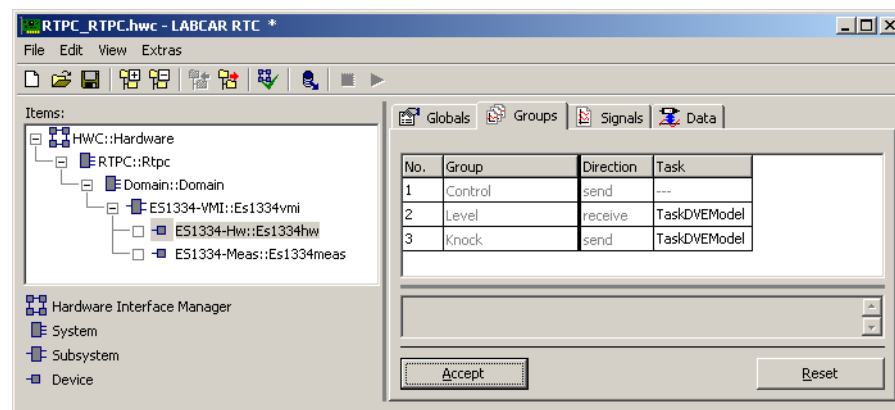 RTPC_RTPC.hwc - LABCAR RTC *
File Edit View Extras
Items:
HWC::Hardware
RTPC::Rtpc
Domain::Domain
ES1334-VMI::Es1334vmi
ES1334-Hw::Es1334hw
ES1334-Meas::Es1334meas
Hardware Interface Manager
System
Subsystem
Device
Globals Groups Signals Data
No. Group Direction Task
1 Control send ---
2 Level receive TaskDVEModel
3 Knock send TaskDVEModel
Accept Reset